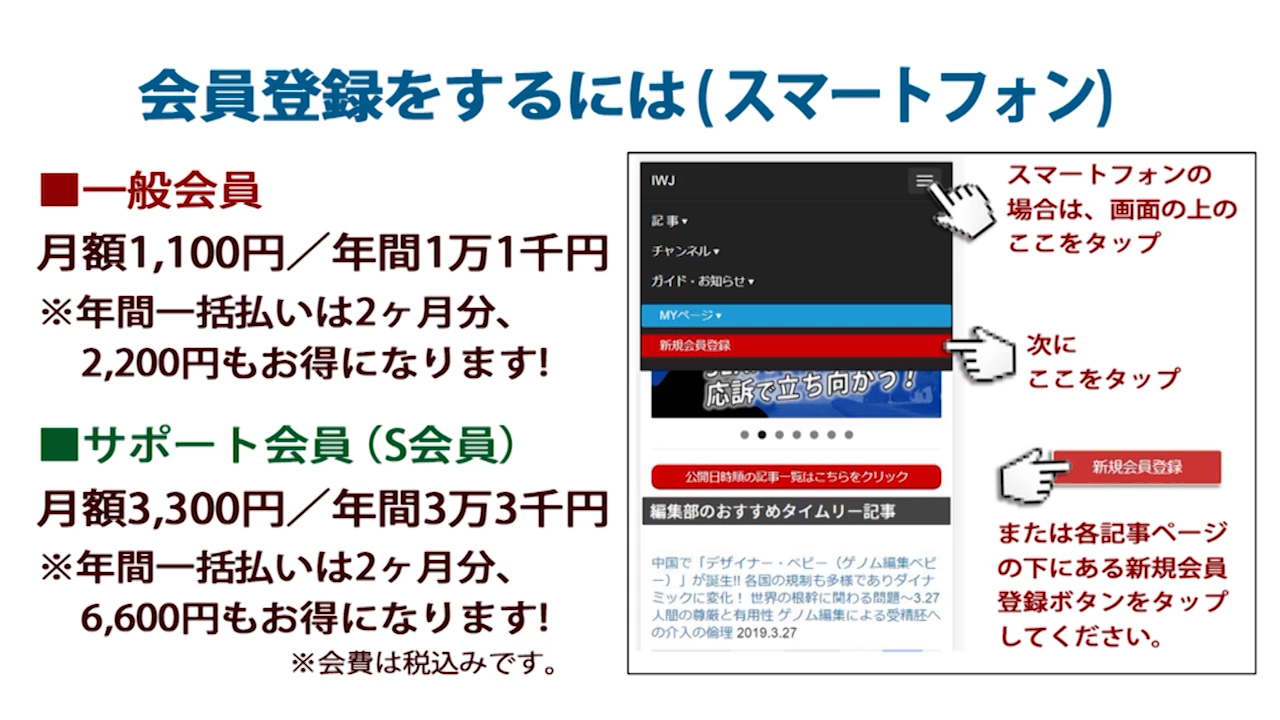 会員登録をするには(スマートフォン)
■一般会員
月額1,100円／年間1万1千円
※年間一括払いは2ヶ月分、
2,200円もお得になります!
■サポート会員（S会員）
月額3,300円／年間3万3千円
※年間一括払いは2ヶ月分、
6,600円もお得になります!
※会費は税込みです。
IWJ
記事▾
チャンネル▾
ガイド・お知らせ▾
MYページ▾
新規会員登録
応訴で立ち向かう！
公開日時順の記事一覧はこちらをクリック
編集部のおすすめタイムリー記事
中国で「デザイナー・ベビー（ゲノム編集ベビ
ー）」が誕生!! 各国の規制も多様でありダイナ
ミックに変化！ 世界の根幹に関わる問題～3.27
人間の尊厳と有用性 ゲノム編集による受精胚へ
の介入の倫理 2019.3.27
スマートフォンの
場合は、画面の上の
ここをタップ
次に
ここをタップ
新規会員登録
または各記事ページ
の下にある新規会員
登録ボタンをタップ
してください。